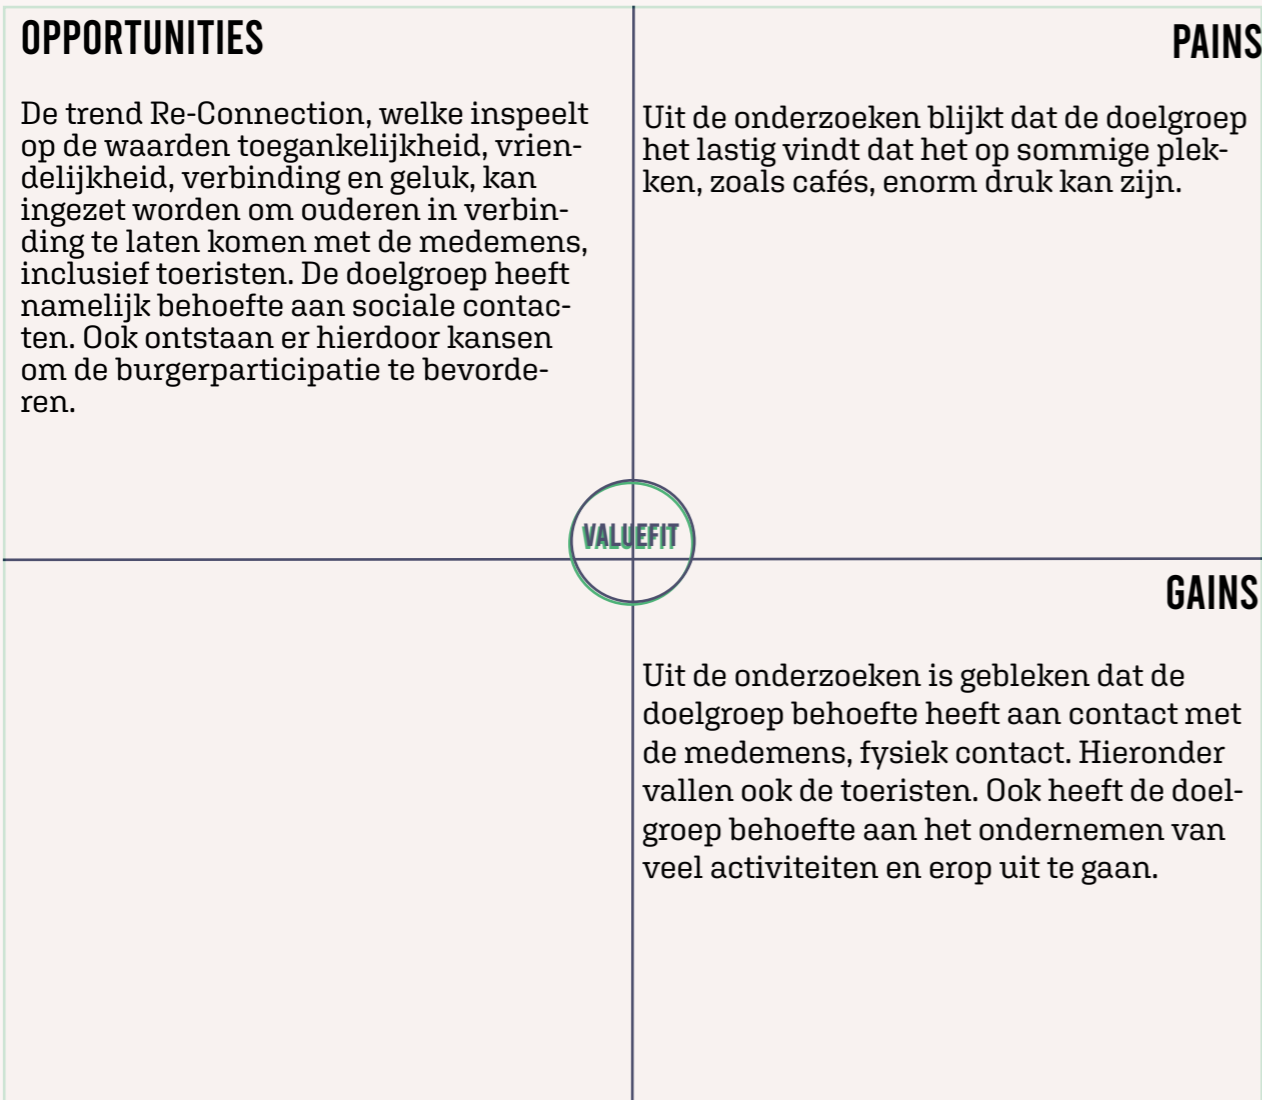 OPPORTUNITIES
De trend Re-Connection, welke inspeelt
op de waarden toegankelijkheid, vrien-
delijkheid, verbinding en geluk, kan
ingezet worden om ouderen in verbin-
ding te laten komen met de medemens,
inclusief toeristen. De doelgroep heeft
namelijk behoefte aan sociale contac-
ten. Ook ontstaan er hierdoor kansen
om de burgerparticipatie te bevorde-
ren.
PAINS
Uit de onderzoeken blijkt dat de doelgroep
het lastig vindt dat het op sommige plek-
ken, zoals cafés, enorm druk kan zijn.
VALUEFIT
GAINS
Uit de onderzoeken is gebleken dat de
doelgroep behoefte heeft aan contact met
de medemens, fysiek contact. Hieronder
vallen ook de toeristen. Ook heeft de doel-
groep behoefte aan het ondernemen van
veel activiteiten en erop uit te gaan.